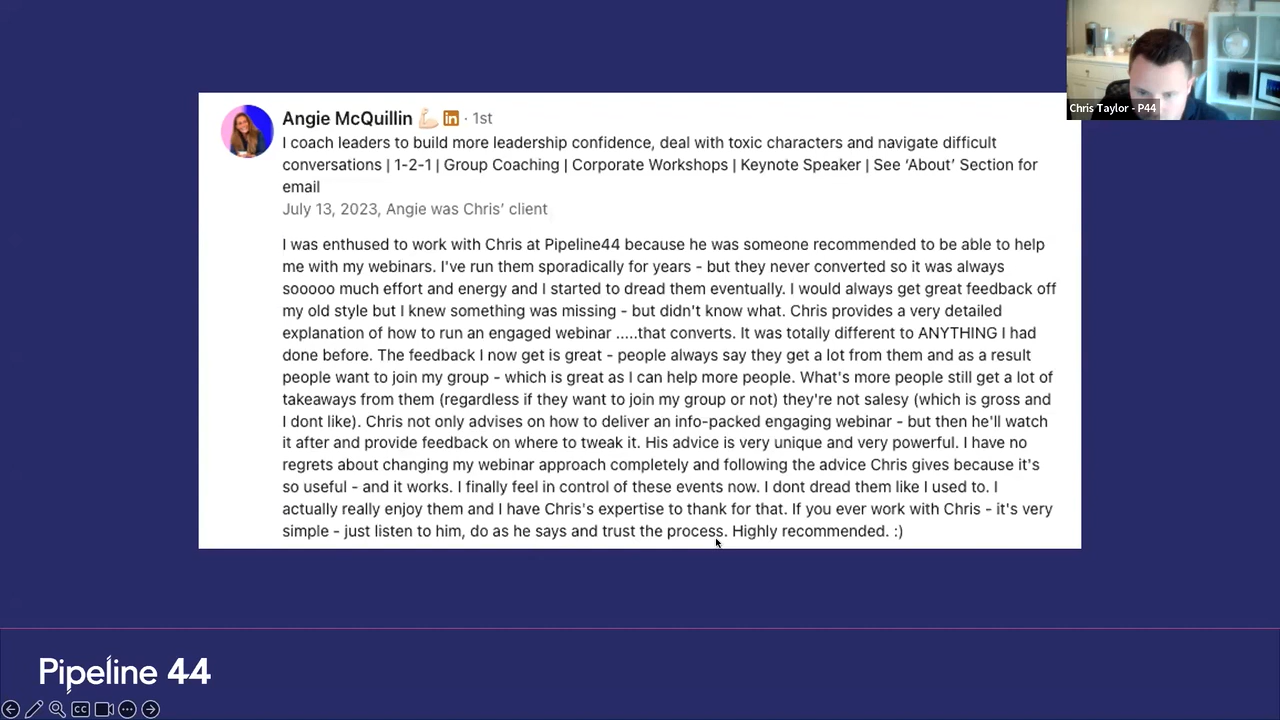 Chris Taylor - P44
Angie McQuillin 💪🏻 in · 1st
I coach leaders to build more leadership confidence, deal with toxic characters and navigate difficult
conversations | 1-2-1 | Group Coaching | Corporate Workshops | Keynote Speaker | See ‘About’ Section for
email
July 13, 2023, Angie was Chris’ client
I was enthused to work with Chris at Pipeline44 because he was someone recommended to be able to help
me with my webinars. I've run them sporadically for years - but they never converted so it was always
sooooo much effort and energy and I started to dread them eventually. I would always get great feedback off
my old style but I knew something was missing - but didn't know what. Chris provides a very detailed
explanation of how to run an engaged webinar .....that converts. It was totally different to ANYTHING I had
done before. The feedback I now get is great - people always say they get a lot from them and as a result
people want to join my group - which is great as I can help more people. What's more people still get a lot of
takeaways from them (regardless if they want to join my group or not) they're not salesy (which is gross and
I dont like). Chris not only advises on how to deliver an info-packed engaging webinar - but then he'll watch
it after and provide feedback on where to tweak it. His advice is very unique and very powerful. I have no
regrets about changing my webinar approach completely and following the advice Chris gives because it's
so useful - and it works. I finally feel in control of these events now. I dont dread them like I used to. I
actually really enjoy them and I have Chris's expertise to thank for that. If you ever work with Chris - it's very
simple - just listen to him, do as he says and trust the process. Highly recommended. :)
Pipeline 44
CC